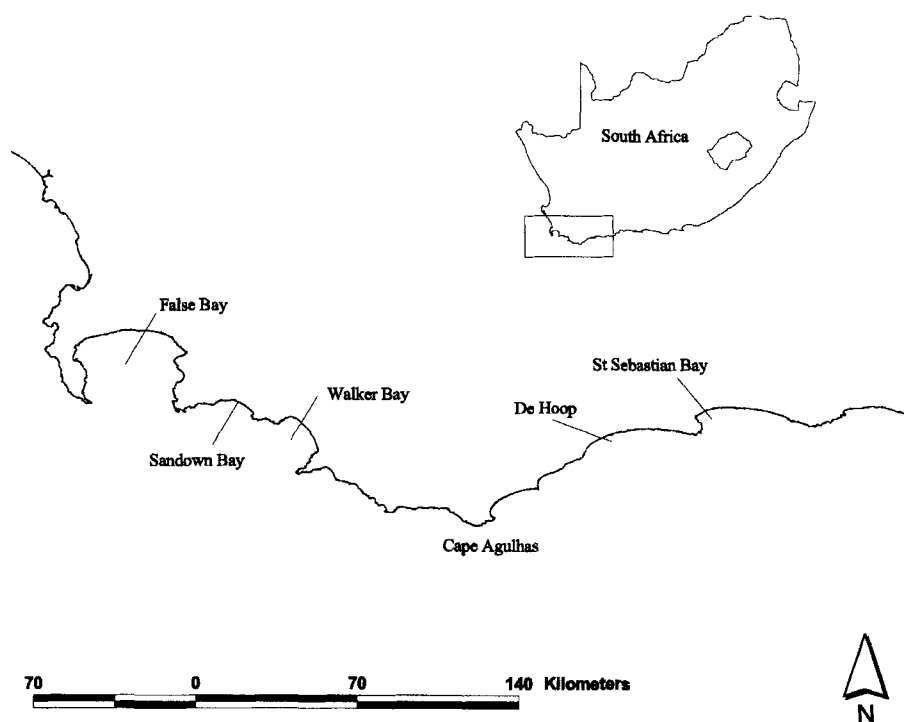 South Africa
False Bay
St Sebastian Bay
Walker Bay
De Hoop
Sandown Bay
Cape Agulhas
70 0 70 140 Kilometers
N